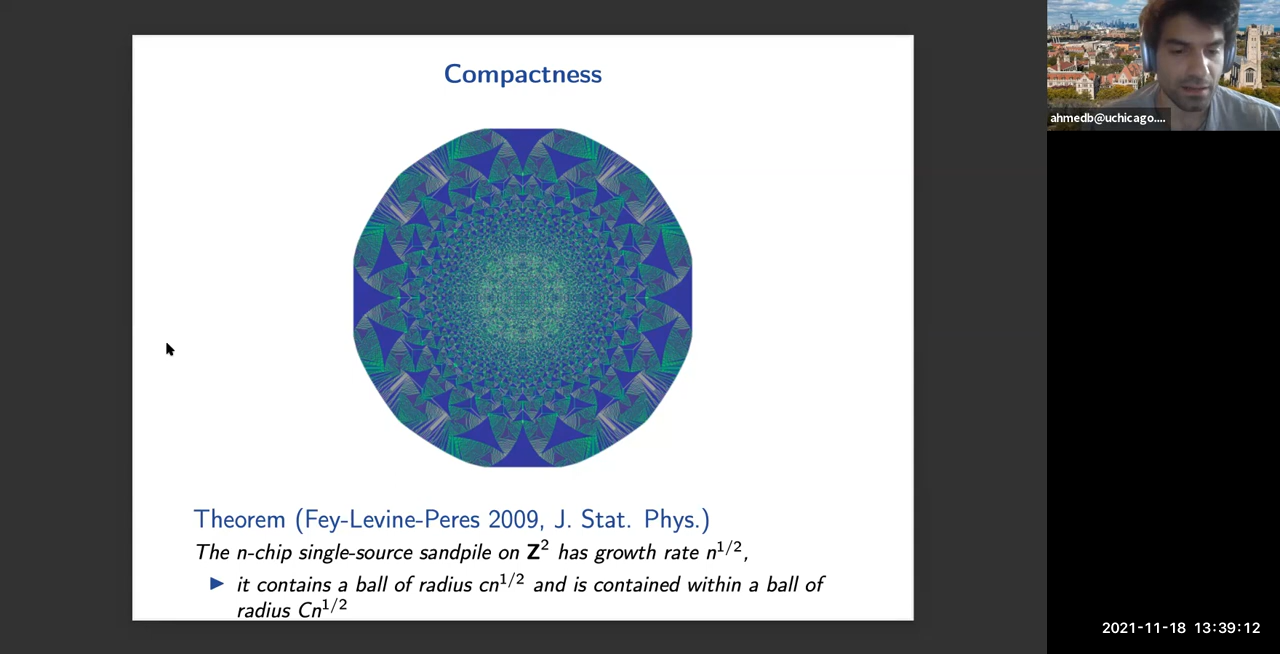 Compactness
Theorem (Fey-Levine-Peres 2009, J. Stat. Phys.)
The n-chip single-source sandpile on Z² has growth rate n^{1/2},
▶ it contains a ball of radius cn^{1/2} and is contained within a ball of
radius Cn^{1/2}
ahmedb@uchicago....
2021-11-18 13:39:12